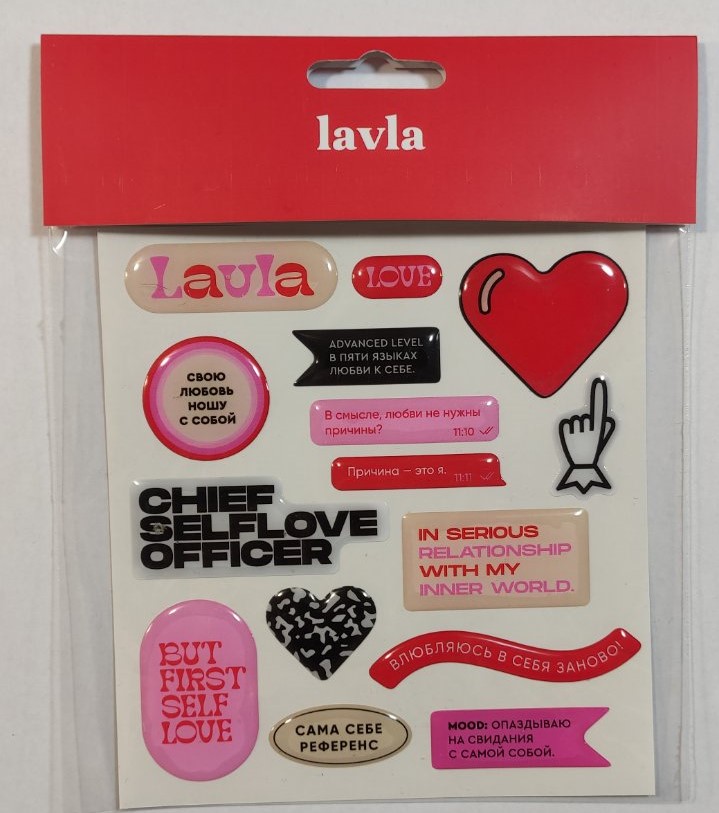 lavla
Lavla
LOVE
ADVANCED LEVEL
В ПЯТИ ЯЗЫКАХ
ЛЮБВИ К СЕБЕ.
СВОЮ
ЛЮБОВЬ
НОШУ
С СОБОЙ
В смысле, любви не нужны
причины?
11:10
Причина — это я.
11:11
CHIEF
SELFLOVE
OFFICER
IN SERIOUS
RELATIONSHIP
WITH MY
INNER WORLD.
BUT
FIRST
SELF
LOVE
ВЛЮБЛЯЮСЬ В СЕБЯ ЗАНОВО!
САМА СЕБЕ
РЕФЕРЕНС
MOOD: ОПАЗДЫВАЮ
НА СВИДАНИЯ
С САМОЙ СОБОЙ.